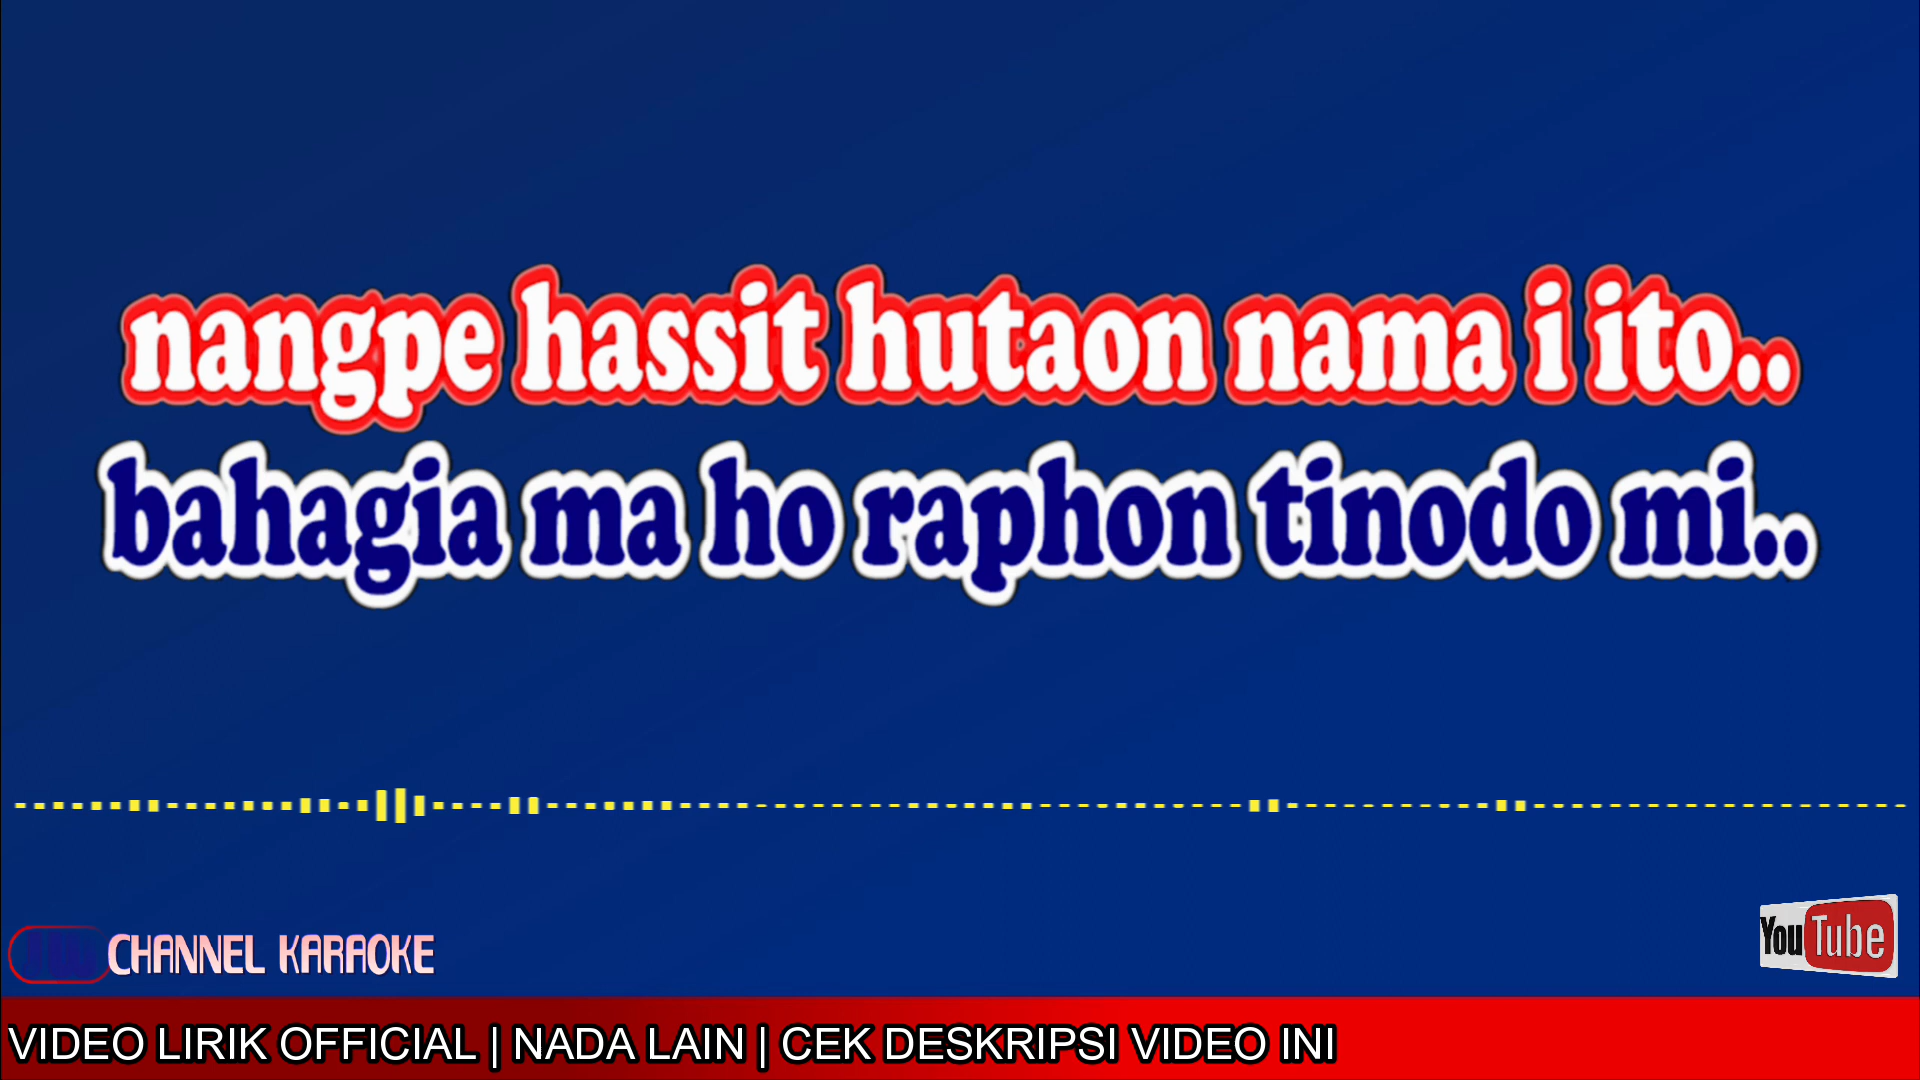 nangpe hassit hutaon nama i ito..
bahagia ma ho raphon tinodo mi..
CHANNEL KARAOKE
YouTube
VIDEO LIRIK OFFICIAL | NADA LAIN | CEK DESKRIPSI VIDEO INI